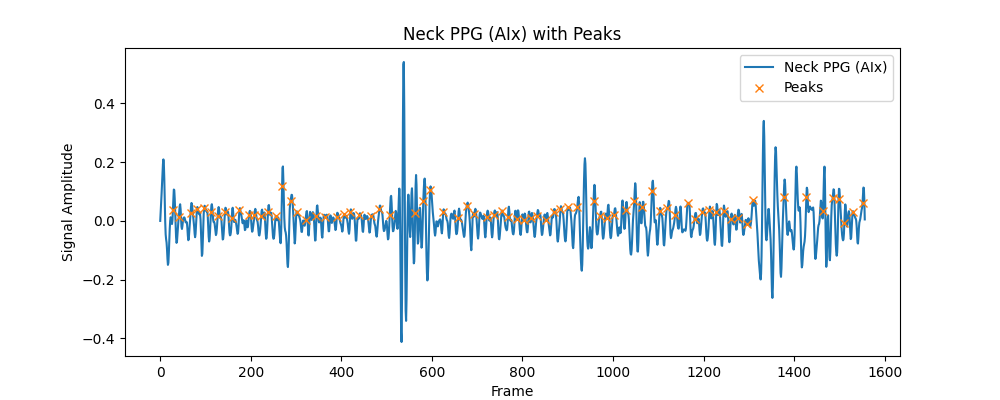 Neck PPG (AIx) with Peaks
Neck PPG (AIx)
Peaks
Signal Amplitude
0.4
0.2
0.0
−0.2
−0.4
0 200 400 600 800 1000 1200 1400 1600
Frame